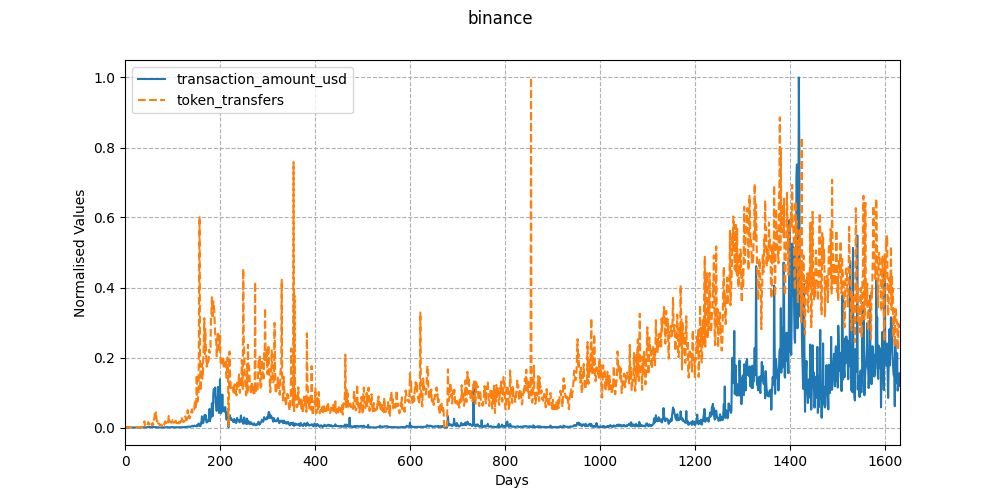 binance
transaction_amount_usd
token_transfers
Normalised Values
1.0
0.8
0.6
0.4
0.2
0.0
0 200 400 600 800 1000 1200 1400 1600
Days